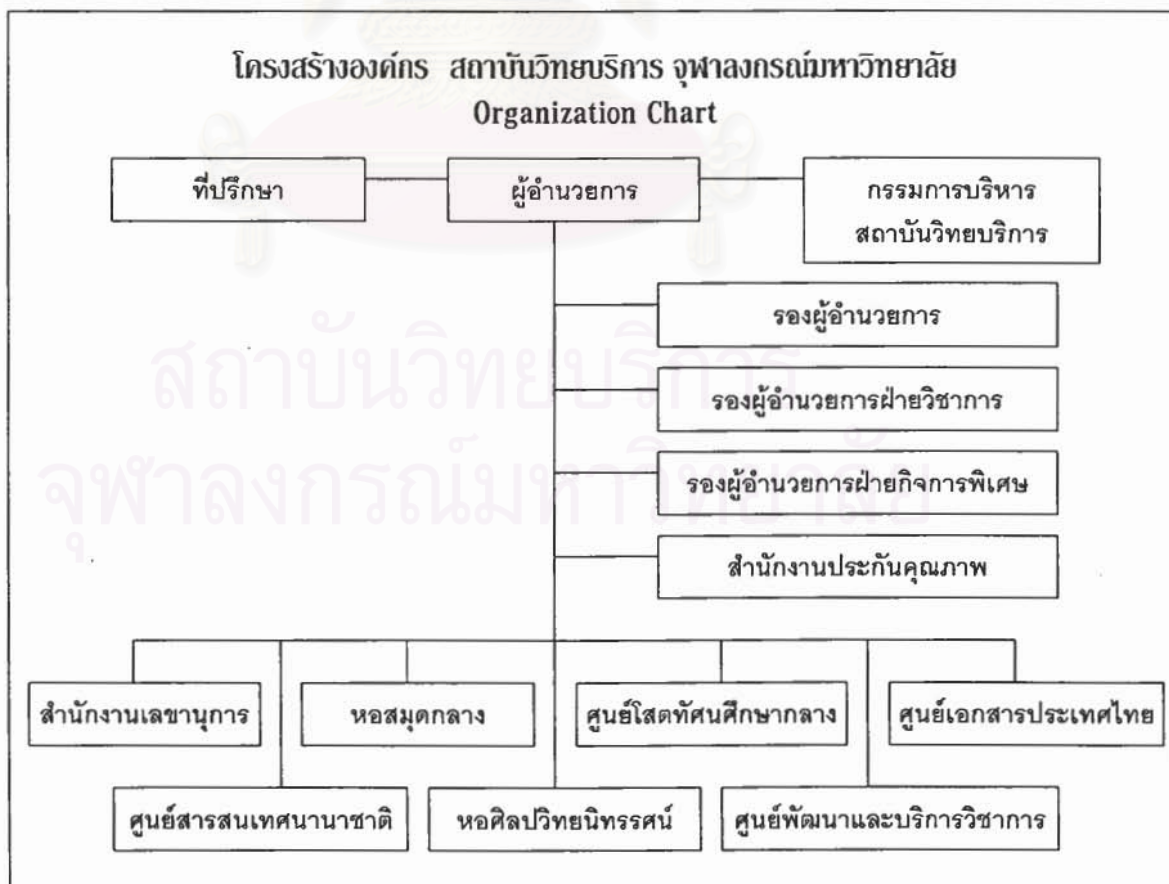 โครงสร้างองค์กร สถาบันวิทยบริการ จุฬาลงกรณ์มหาวิทยาลัย
Organization Chart
ที่ปรึกษา
ผู้อำนวยการ
กรรมการบริหาร
สถาบันวิทยบริการ
รองผู้อำนวยการ
รองผู้อำนวยการฝ่ายวิชาการ
รองผู้อำนวยการฝ่ายกิจการพิเศษ
สำนักงานประกันคุณภาพ
สถาบันวิทยบริการ
จุฬาลงกรณ์มหาวิทยาลัย
สำนักงานเลขานุการ
หอสมุดกลาง
ศูนย์โสตทัศนศึกษากลาง
ศูนย์เอกสารประเทศไทย
ศูนย์สารสนเทศนานาชาติ
หอศิลปวิทยนิทรรศน์
ศูนย์พัฒนาและบริการวิชาการ